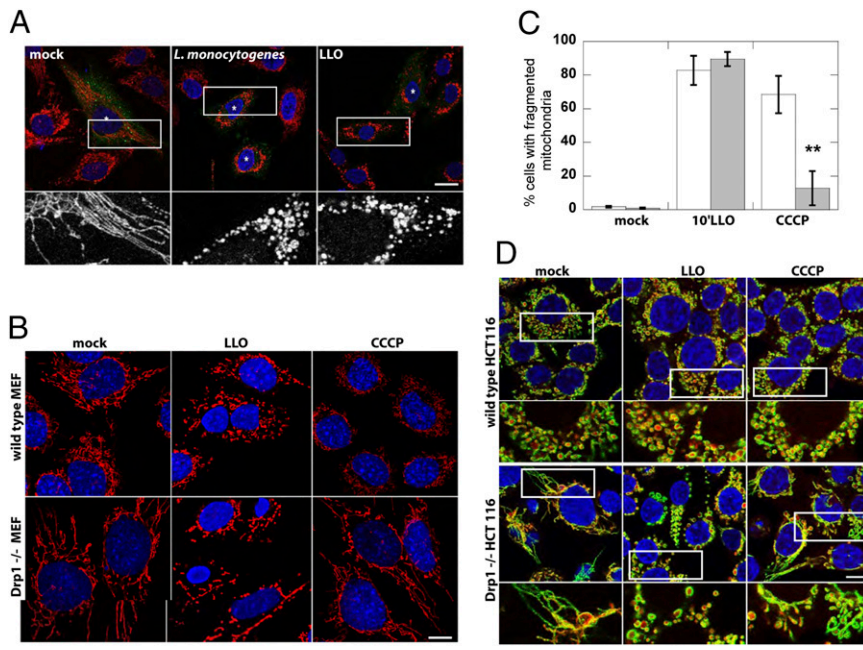 A
mock
L. monocytogenes
LLO
*
*
*
*
B
mock
LLO
CCCP
wild type MEF
Drp1 -/- MEF
C
% cells with fragmented
mitochondria
100
80
60
40
20
0
**
mock
10'LLO
CCCP
D
mock
LLO
CCCP
wild type HCT116
Drp1 -/- HCT 116